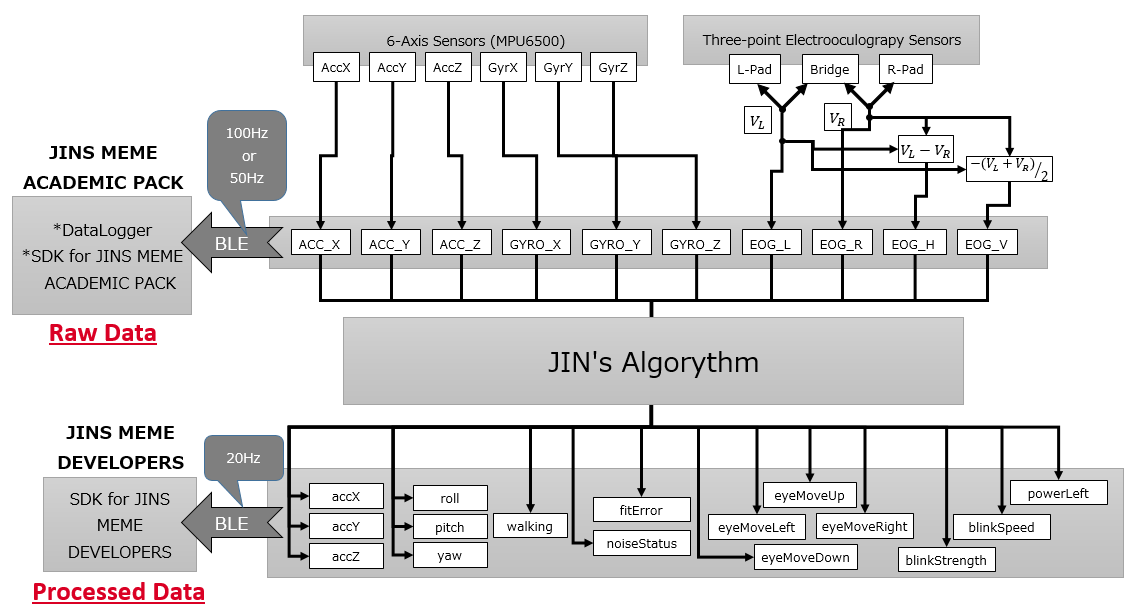 6-Axis Sensors (MPU6500)
Three-point Electrooculograpy Sensors
AccX
AccY
AccZ
GyrX
GyrY
GyrZ
L-Pad
Bridge
R-Pad
V_L
V_R
V_L − V_R
−(V_L + V_R)/2
100Hz
or
50Hz
JINS MEME
ACADEMIC PACK
*DataLogger
*SDK for JINS MEME
ACADEMIC PACK
BLE
ACC_X
ACC_Y
ACC_Z
GYRO_X
GYRO_Y
GYRO_Z
EOG_L
EOG_R
EOG_H
EOG_V
Raw Data
JIN's Algorythm
JINS MEME
DEVELOPERS
20Hz
SDK for JINS
MEME
DEVELOPERS
BLE
accX
accY
accZ
roll
pitch
yaw
walking
fitError
noiseStatus
eyeMoveUp
eyeMoveLeft
eyeMoveRight
eyeMoveDown
powerLeft
blinkSpeed
blinkStrength
Processed Data